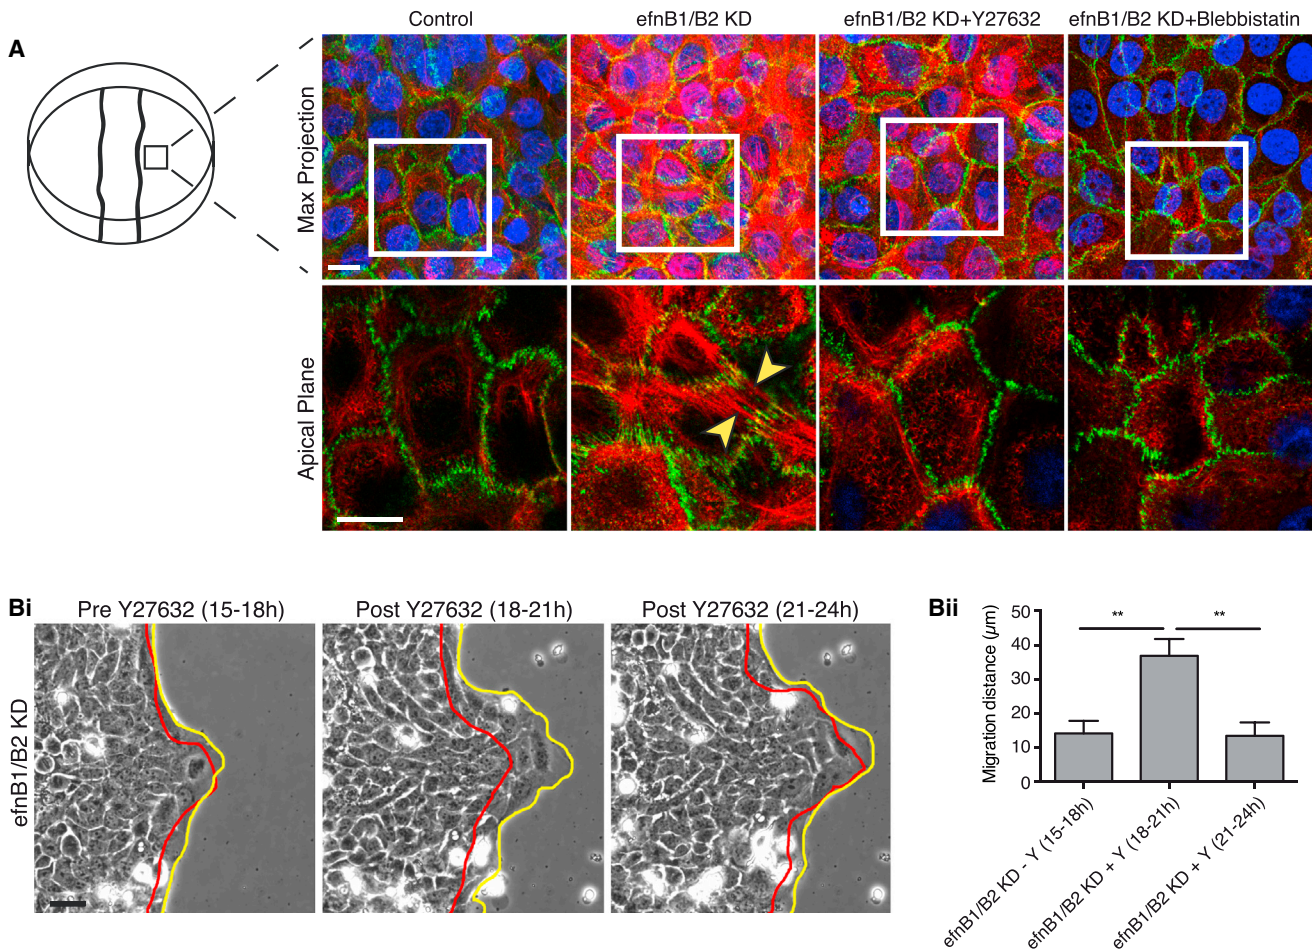 A
Control
efnB1/B2 KD
efnB1/B2 KD+Y27632
efnB1/B2 KD+Blebbistatin
Max Projection
Apical Plane
Bi
Pre Y27632 (15-18h)
Post Y27632 (18-21h)
Post Y27632 (21-24h)
efnB1/B2 KD
Bii
Migration distance (µm)
50
40
30
20
10
0
**
**
efnB1/B2 KD - Y (15-18h)
efnB1/B2 KD + Y (18-21h)
efnB1/B2 KD + Y (21-24h)